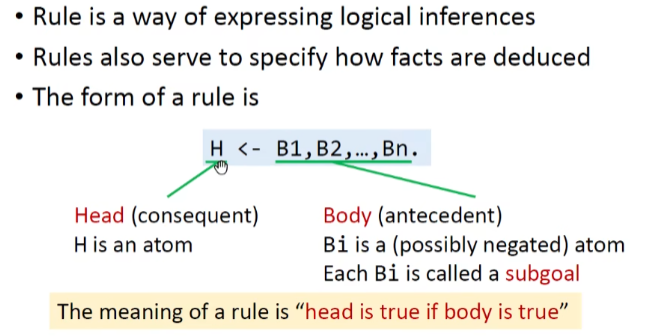 • Rule is a way of expressing logical inferences
• Rules also serve to specify how facts are deduced
• The form of a rule is
H <- B1,B2,…,Bn.
Head (consequent)
H is an atom
Body (antecedent)
Bi is a (possibly negated) atom
Each Bi is called a subgoal
The meaning of a rule is “head is true if body is true”